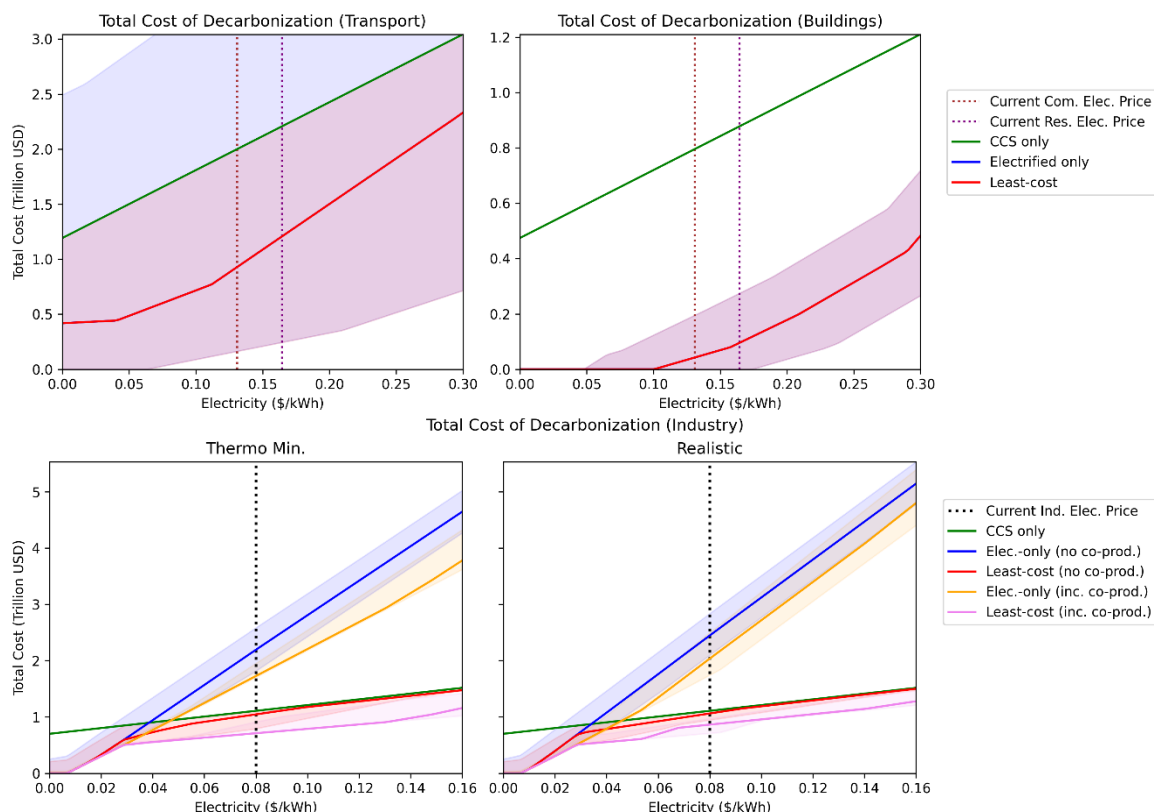 Total Cost of Decarbonization (Transport)
Total Cost of Decarbonization (Buildings)
Total Cost (Trillion USD)
3.0
2.5
2.0
1.5
1.0
0.5
0.0
0.00 0.05 0.10 0.15 0.20 0.25 0.30
Electricity ($/kWh)
1.2
1.0
0.8
0.6
0.4
0.2
0.0
0.00 0.05 0.10 0.15 0.20 0.25 0.30
Electricity ($/kWh)
Current Com. Elec. Price
Current Res. Elec. Price
CCS only
Electrified only
Least-cost
Total Cost of Decarbonization (Industry)
Thermo Min.
Realistic
Total Cost (Trillion USD)
5
4
3
2
1
0
0.00 0.02 0.04 0.06 0.08 0.10 0.12 0.14 0.16
Electricity ($/kWh)
0.00 0.02 0.04 0.06 0.08 0.10 0.12 0.14 0.16
Electricity ($/kWh)
Current Ind. Elec. Price
CCS only
Elec.-only (no co-prod.)
Least-cost (no co-prod.)
Elec.-only (inc. co-prod.)
Least-cost (inc. co-prod.)